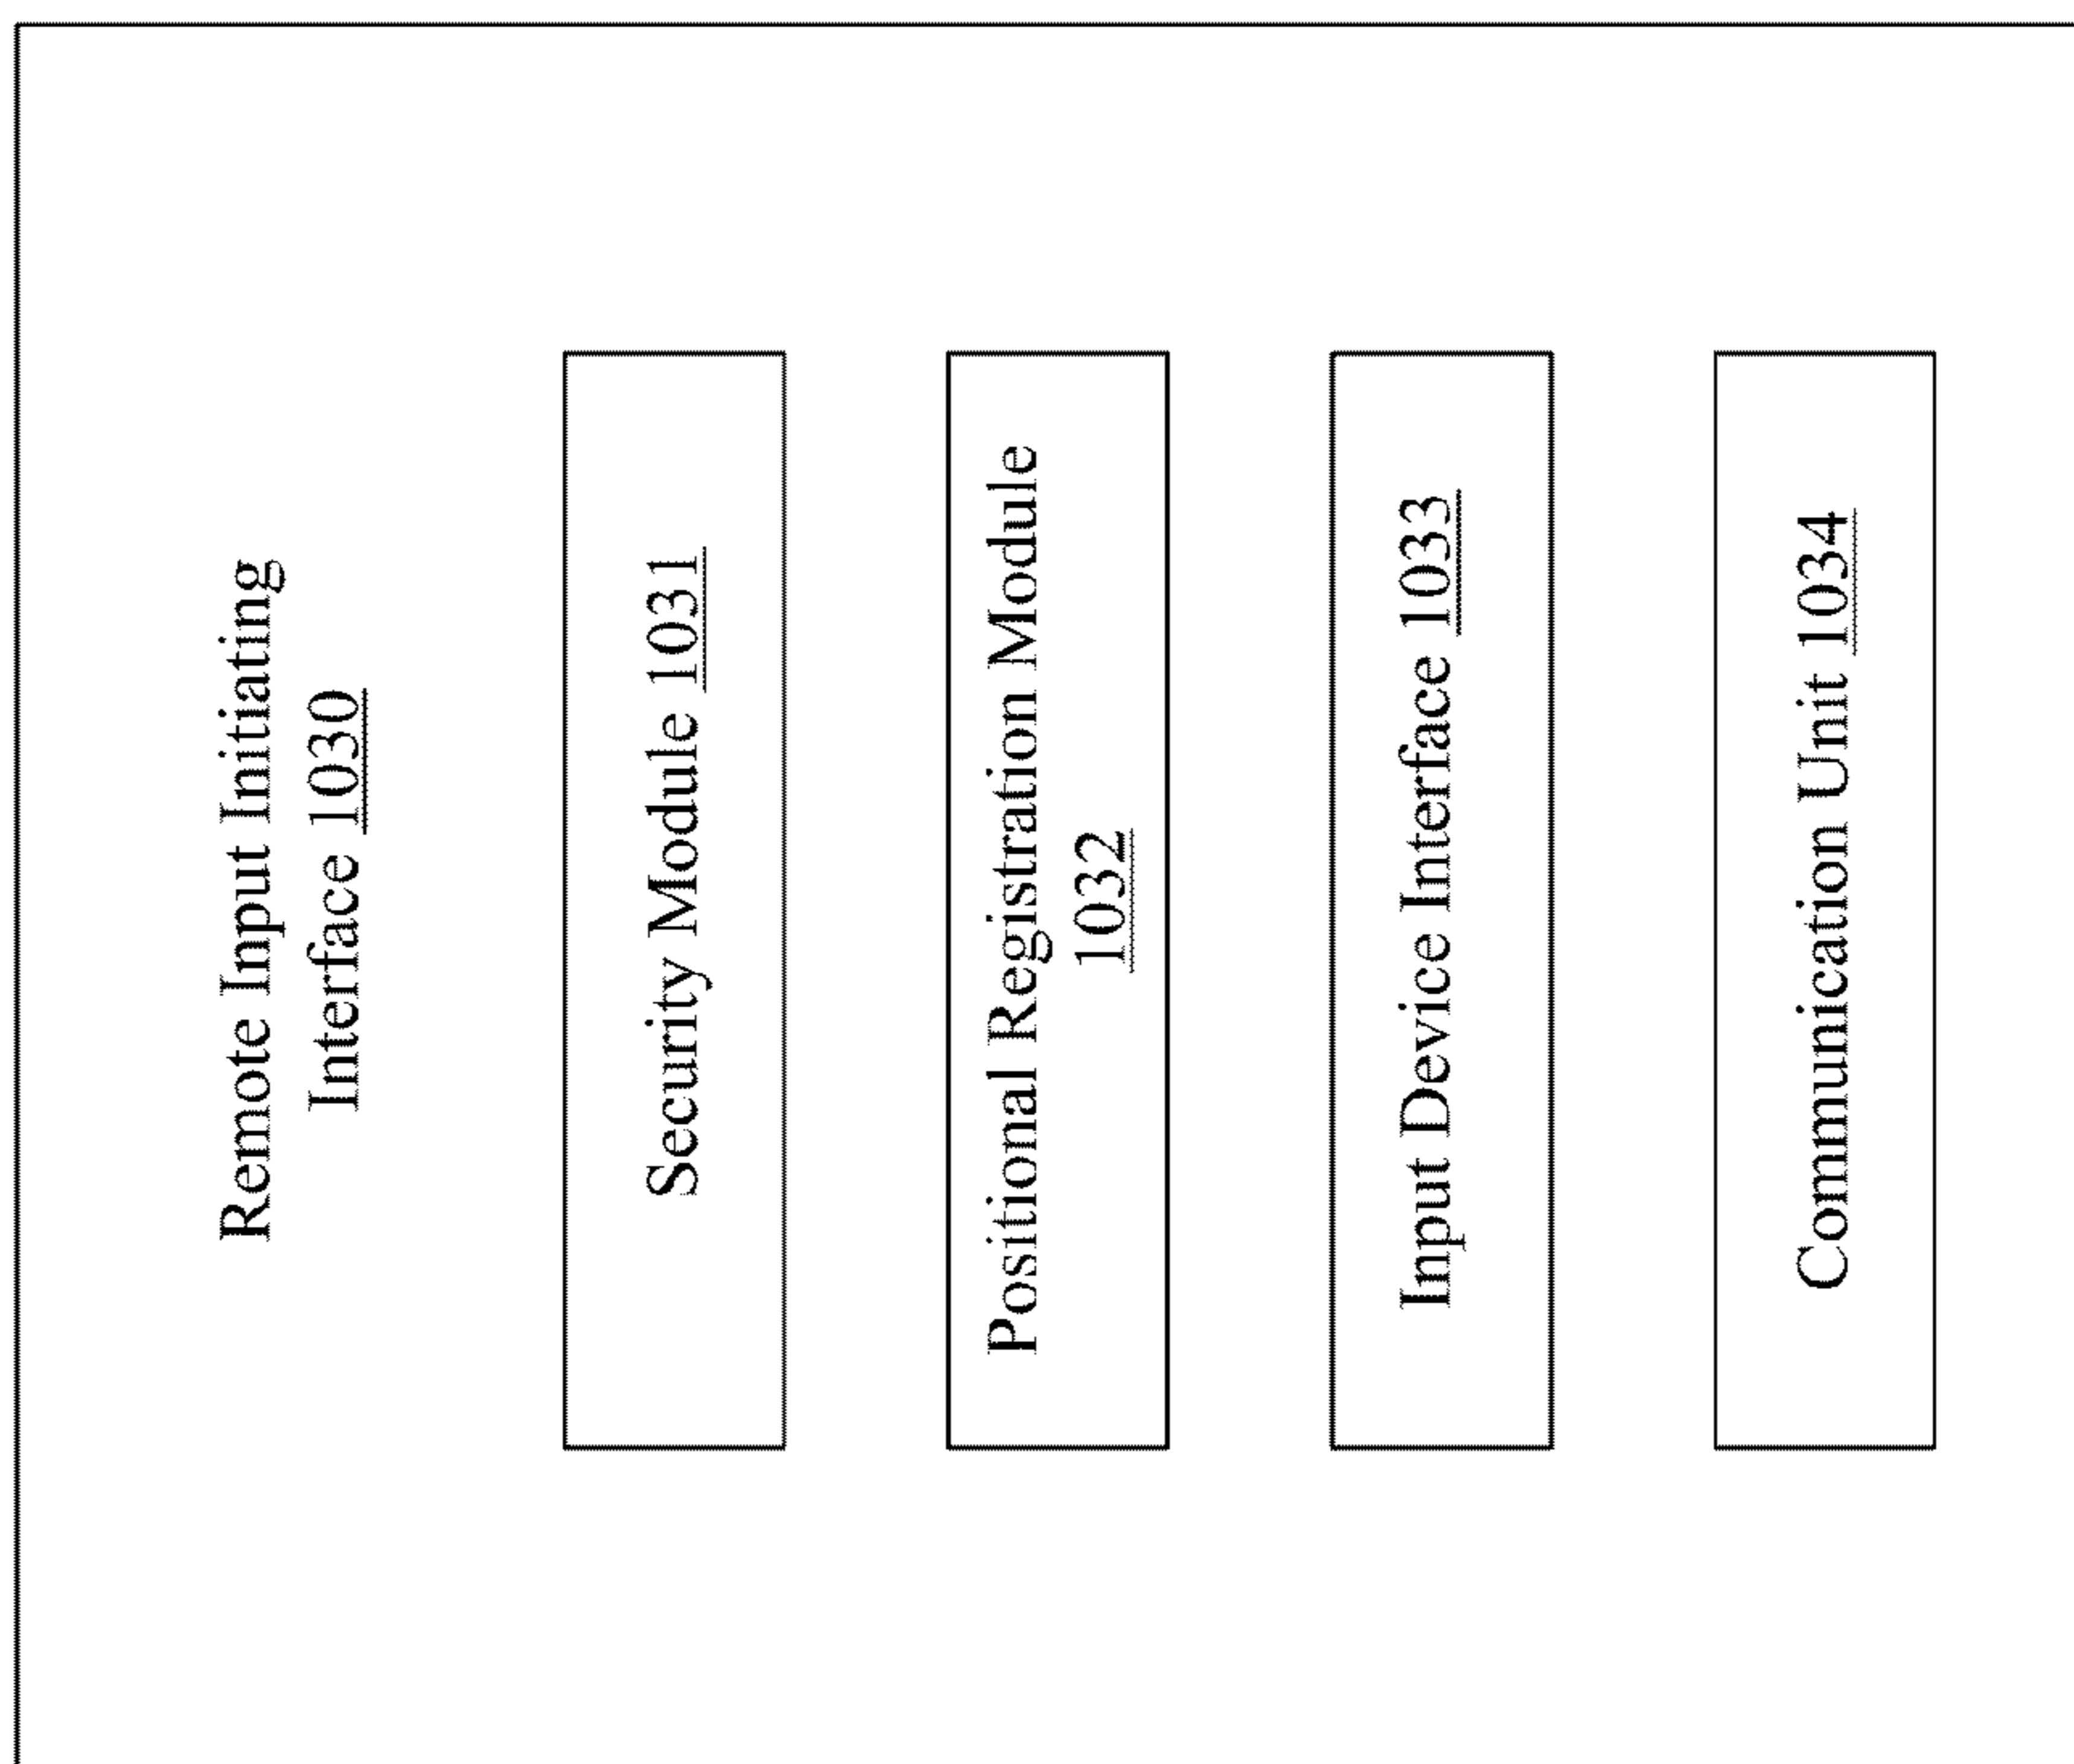 Remote Input Initiating
Interface 1030
Security Module 1031
Positional Registration Module
1032
Input Device Interface 1033
Communication Unit 1034